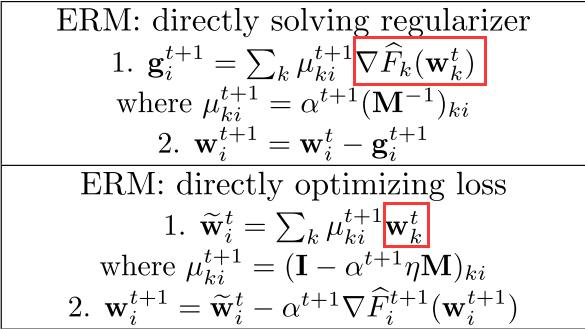 ERM: directly solving regularizer
1. $\mathbf{g}_i^{t+1} = \sum_k \mu_{ki}^{t+1} \nabla \widehat{F}_k(\mathbf{w}_k^t)$
where $\mu_{ki}^{t+1} = \alpha^{t+1}(\mathbf{M}^{-1})_{ki}$
2. $\mathbf{w}_i^{t+1} = \mathbf{w}_i^t - \mathbf{g}_i^{t+1}$
ERM: directly optimizing loss
1. $\widetilde{\mathbf{w}}_i^t = \sum_k \mu_{ki}^{t+1} \mathbf{w}_k^t$
where $\mu_{ki}^{t+1} = (\mathbf{I} - \alpha^{t+1} \eta \mathbf{M})_{ki}$
2. $\mathbf{w}_i^{t+1} = \widetilde{\mathbf{w}}_i^t - \alpha^{t+1} \nabla \widehat{F}_i^{t+1}(\mathbf{w}_i^{t+1})$